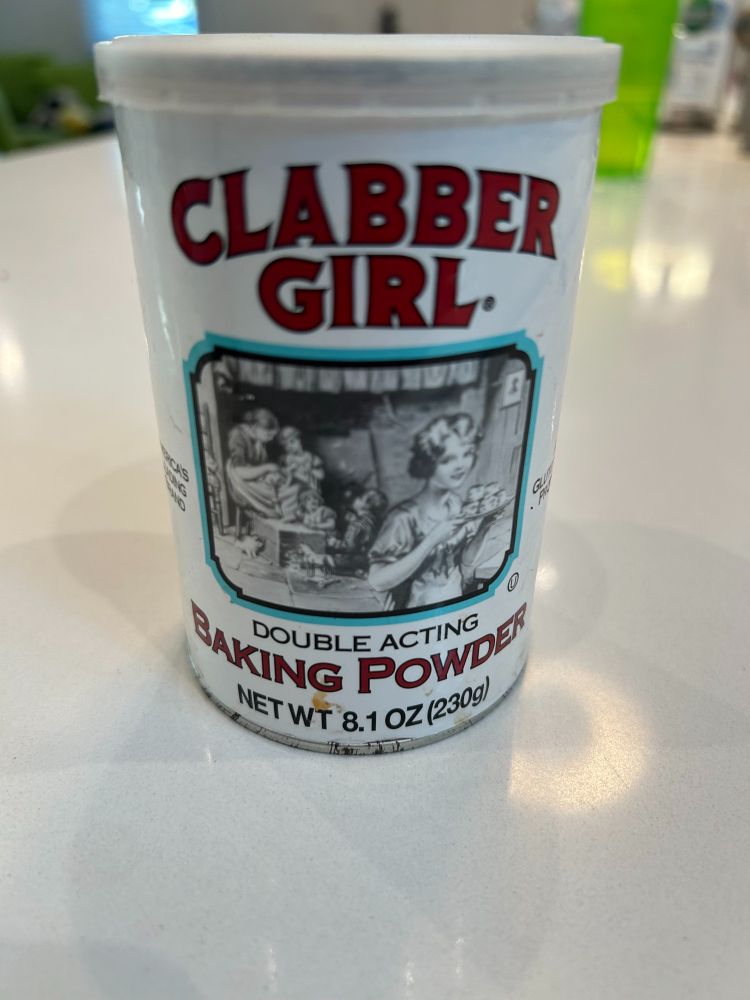 CLABBER
GIRL®
DOUBLE ACTING
BAKING POWDER
NET WT 8.1 OZ (230g)